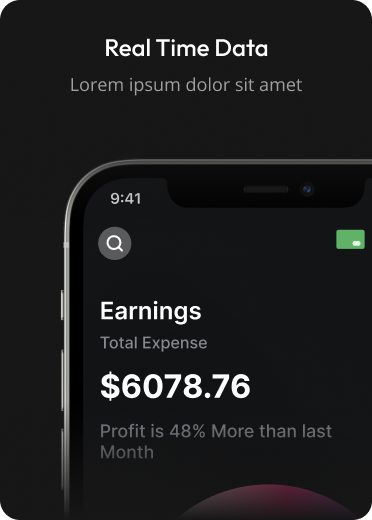 Real Time Data
Lorem ipsum dolor sit amet
9:41
Earnings
Total Expense
$6078.76
Profit is 48% More than last
Month